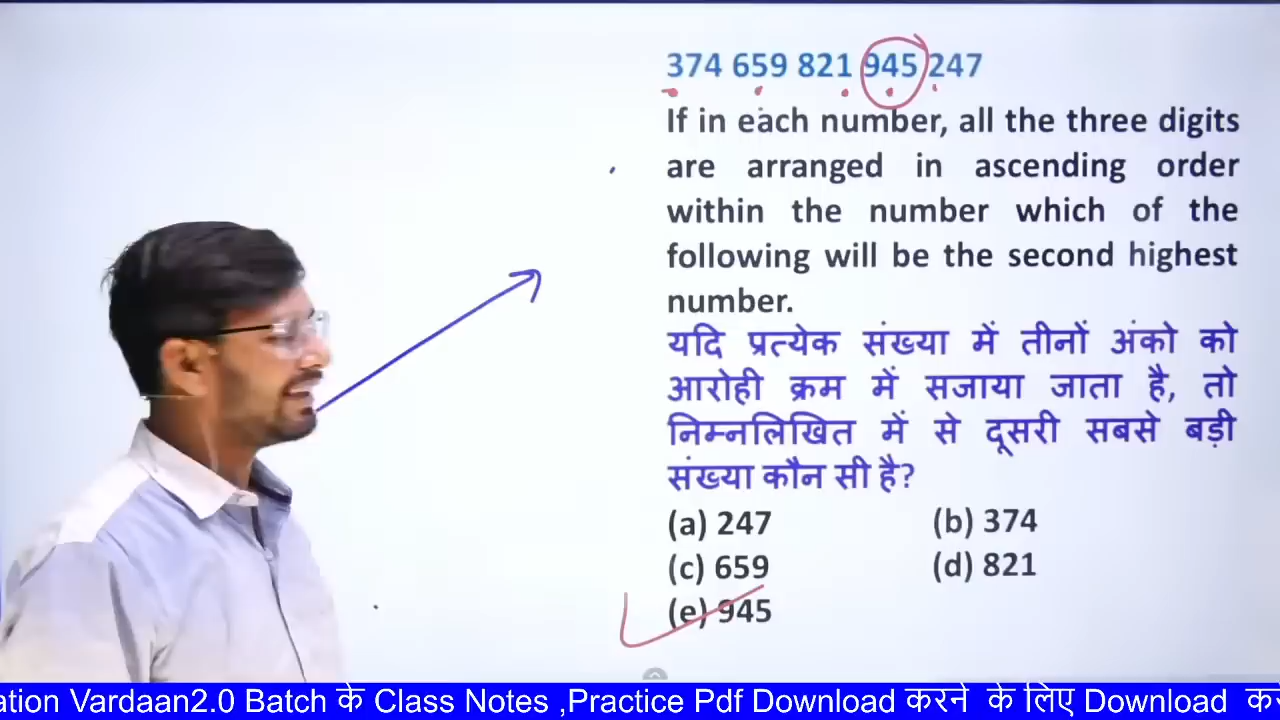 374 659 821 945 247
If in each number, all the three digits
are arranged in ascending order
within the number which of the
following will be the second highest
number.
यदि प्रत्येक संख्या में तीनों अंको को
आरोही क्रम में सजाया जाता है, तो
निम्नलिखित में से दूसरी सबसे बड़ी
संख्या कौन सी है?
(a) 247 (b) 374
(c) 659 (d) 821
(e) 945
ation Vardaan2.0 Batch के Class Notes ,Practice Pdf Download करने के लिए Download कर